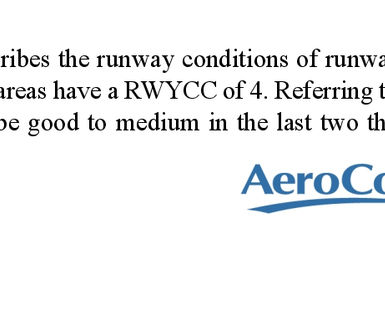 ribes the runway conditions of runwa
areas have a RWYCC of 4. Referring t
be good to medium in the last two th
AeroCo